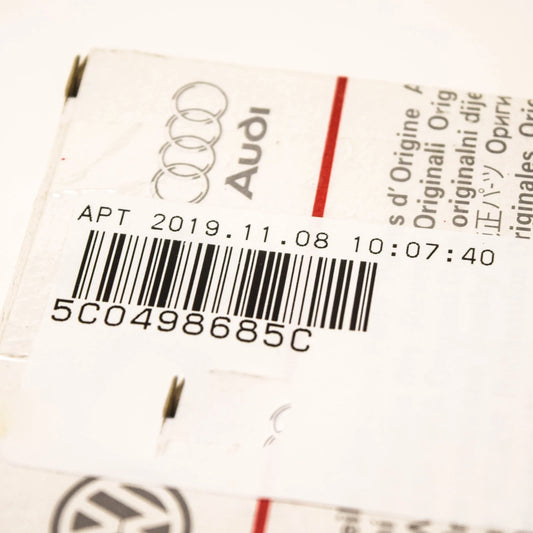 Audi
s d'Origine
Originali Orig
originalni dije
正パーツ Ориги
riginales Ori
APT 2019.11.08 10:07:40
5C0498685C